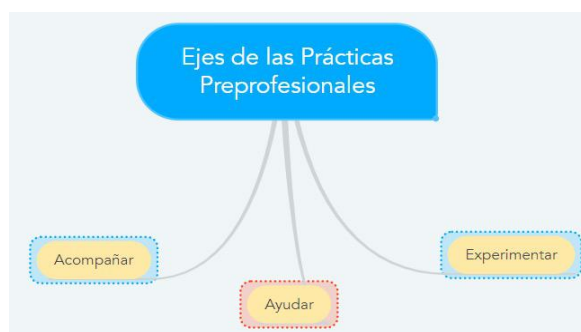 Ejes de las Prácticas
Preprofesionales
Acompañar
Ayudar
Experimentar